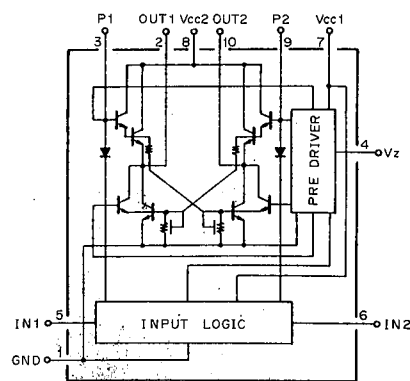 P1 OUT1 Vcc2 OUT2 P2 Vcc1
3 2 8 10 9 7
PRE DRIVER
4 Vz
INPUT LOGIC
IN1 5
6 IN2
1
GND